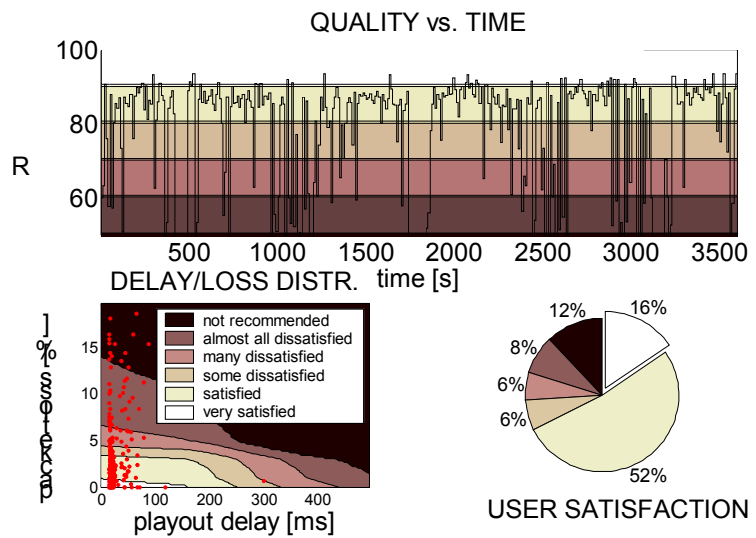 QUALITY vs. TIME
100
80
60
R
500 1000 1500 2000 2500 3000 3500
time [s]
DELAY/LOSS DISTR.
packet loss [%]
15
10
5
0
not recommended
almost all dissatisfied
many dissatisfied
some dissatisfied
satisfied
very satisfied
0 100 200 300 400
playout delay [ms]
12%
16%
8%
6%
6%
52%
USER SATISFACTION